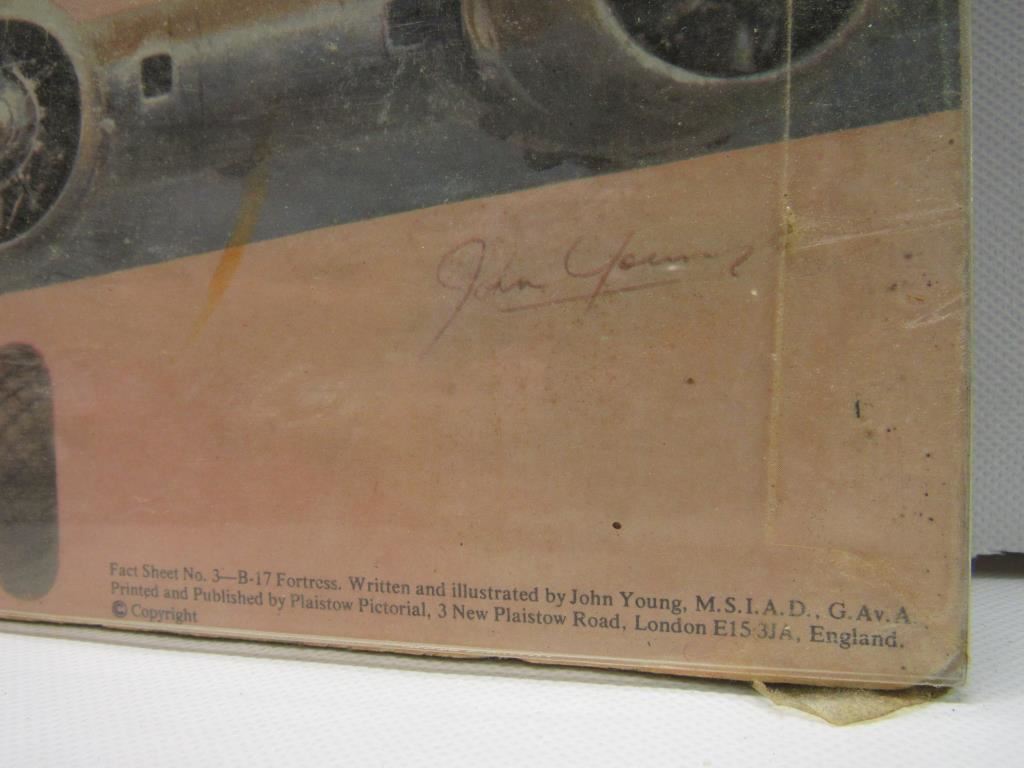 John Young
Fact Sheet No. 3—B-17 Fortress. Written and illustrated by John Young, M.S.I.A.D., G.Av.A.
Printed and Published by Plaistow Pictorial, 3 New Plaistow Road, London E15 3JA, England.
© Copyright